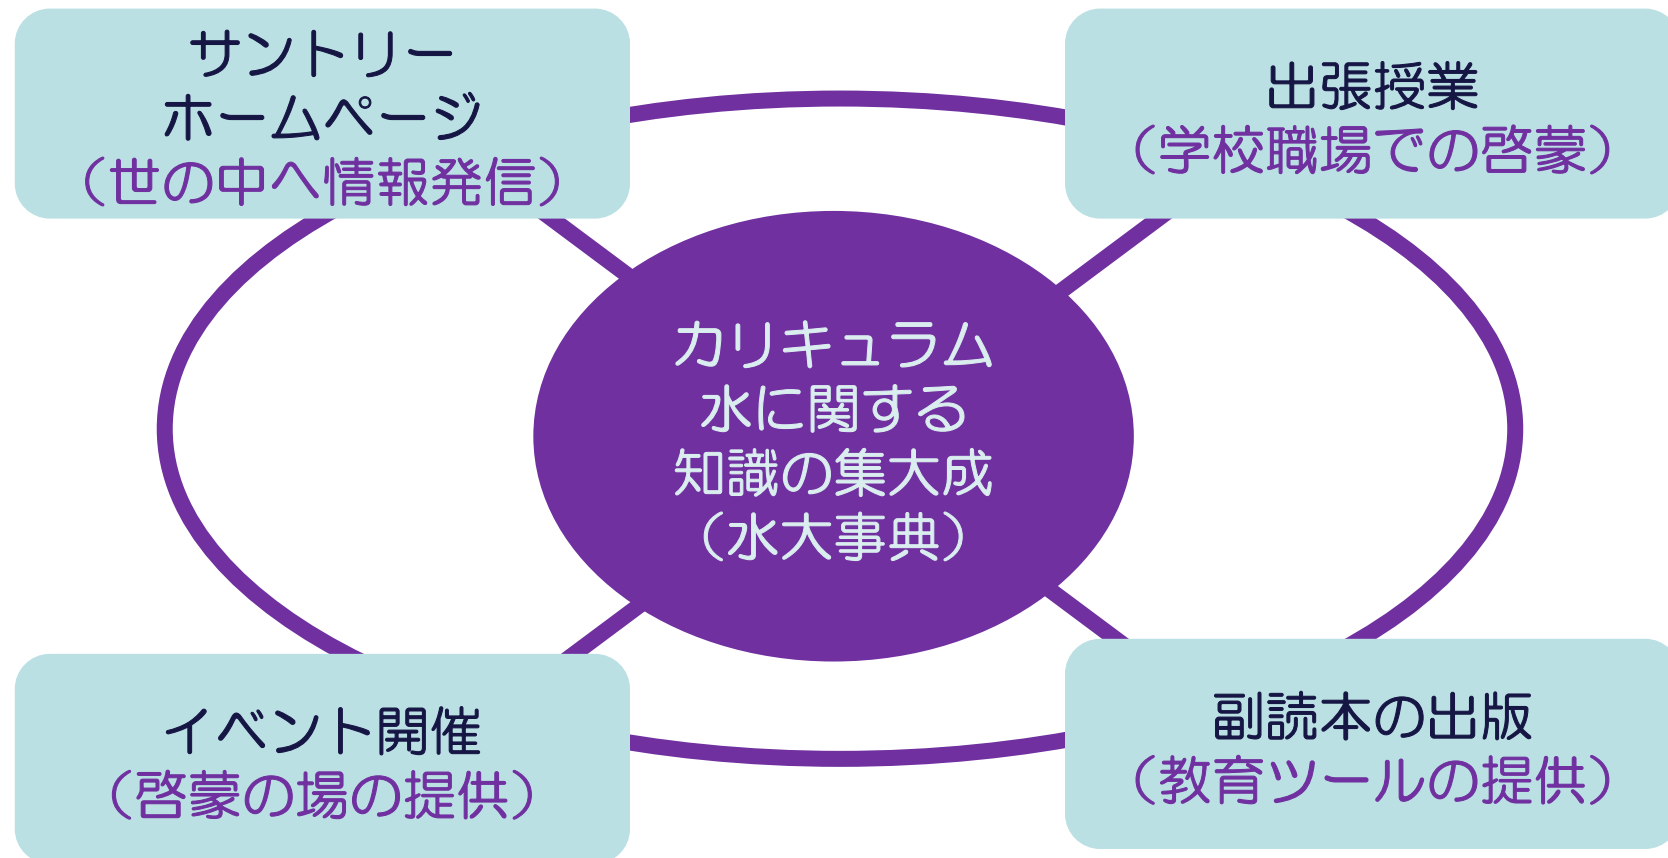 サントリー
ホームページ
（世の中へ情報発信）
出張授業
（学校職場での啓蒙）
カリキュラム
水に関する
知識の集大成
（水大事典）
イベント開催
（啓蒙の場の提供）
副読本の出版
（教育ツールの提供）